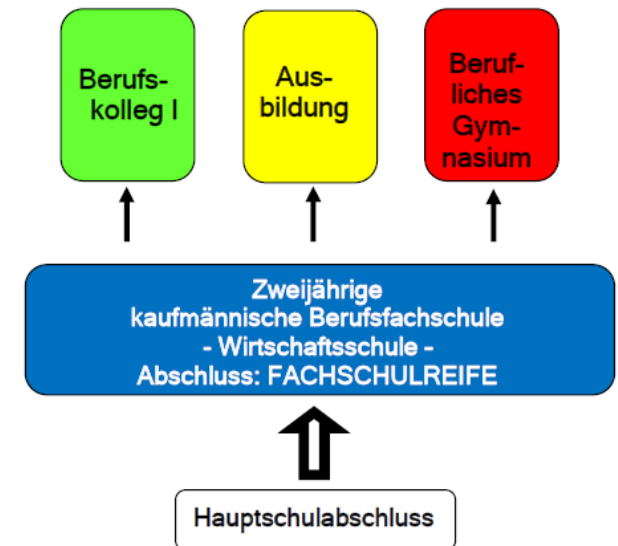 Berufs-
kolleg I
Aus-
bildung
Beruf-
liches
Gym-
nasium
Zweijährige
kaufmännische Berufsfachschule
- Wirtschaftsschule -
Abschluss: FACHSCHULREIFE
Hauptschulabschluss